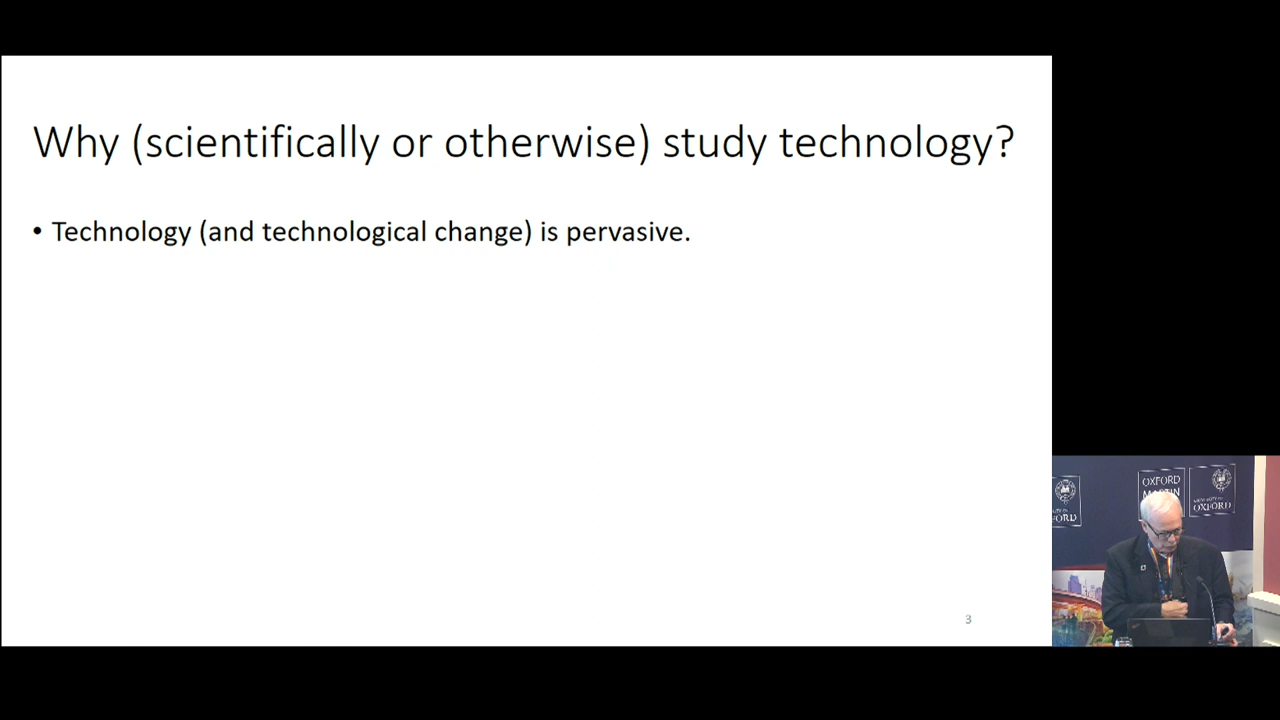 Why (scientifically or otherwise) study technology?
• Technology (and technological change) is pervasive.
3
OXFORD
OXFORD